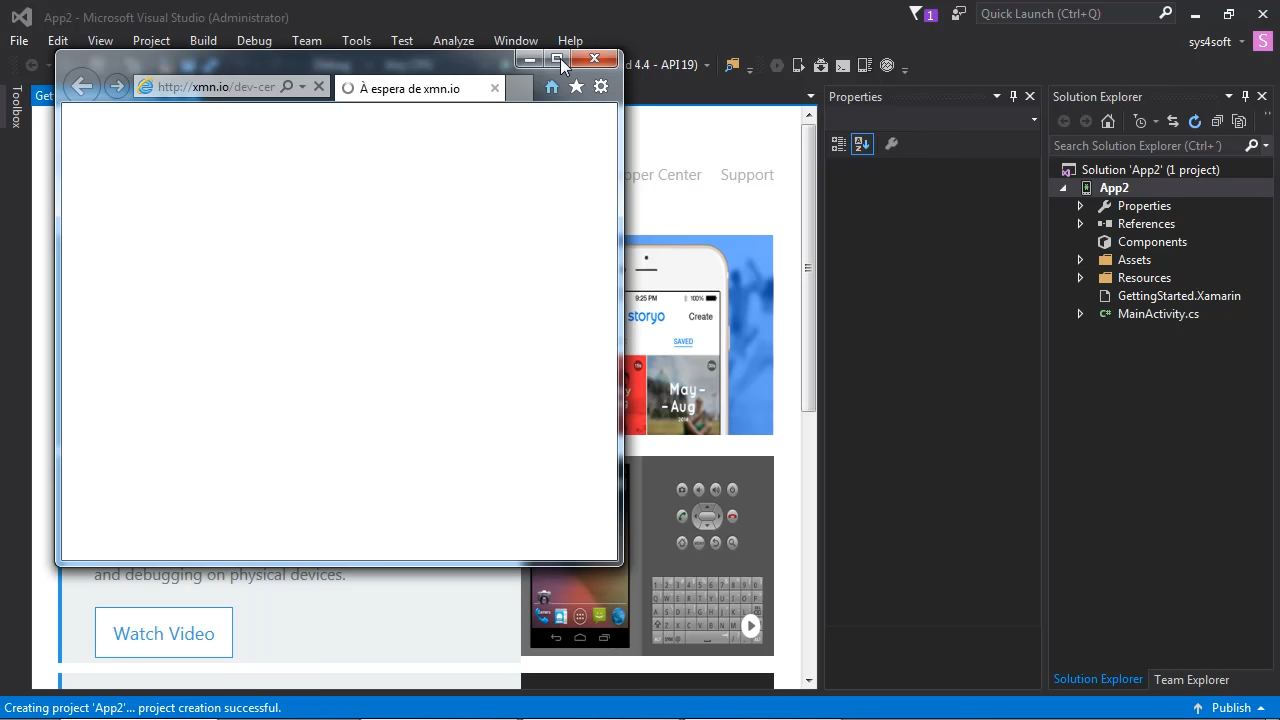 App2 - Microsoft Visual Studio (Administrator)
1
Quick Launch (Ctrl+Q)
File Edit View Project Build Debug Team Tools Test Analyze Window Help
sys4soft S
4.4 - API 19)
http://xmn.io/dev-cer
À espera de xmn.io
Get
Toolbox
Properties
Solution Explorer
Search Solution Explorer (Ctrl+´)
Solution 'App2' (1 project)
App2
Properties
References
Components
Assets
Resources
GettingStarted.Xamarin
MainActivity.cs
oper Center Support
9:25 PM 100%
storyo Create
SAVED
May-
-Aug
and debugging on physical devices.
Watch Video
Solution Explorer Team Explorer
Creating project 'App2'... project creation successful.
Publish